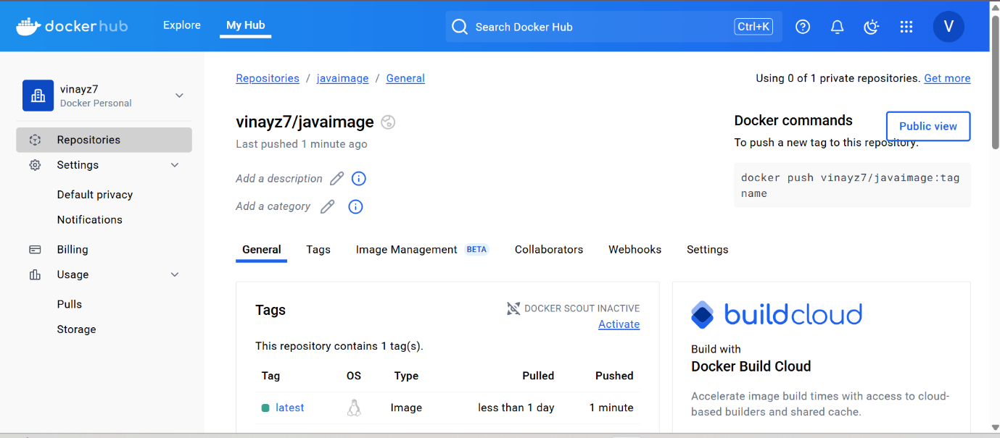 dockerhub Explore My Hub Search Docker Hub Ctrl+K V
vinayz7
Docker Personal
Repositories
Settings
Default privacy
Notifications
Billing
Usage
Pulls
Storage
Repositories / javaimage / General
Using 0 of 1 private repositories. Get more
vinayz7/javaimage
Last pushed 1 minute ago
Add a description
Add a category
Docker commands
Public view
To push a new tag to this repository:
docker push vinayz7/javaimage:tag
name
General Tags Image Management BETA Collaborators Webhooks Settings
Tags
DOCKER SCOUT INACTIVE
Activate
This repository contains 1 tag(s).
Tag OS Type Pulled Pushed
latest Image less than 1 day 1 minute
buildcloud
Build with
Docker Build Cloud
Accelerate image build times with access to cloud-
based builders and shared cache.